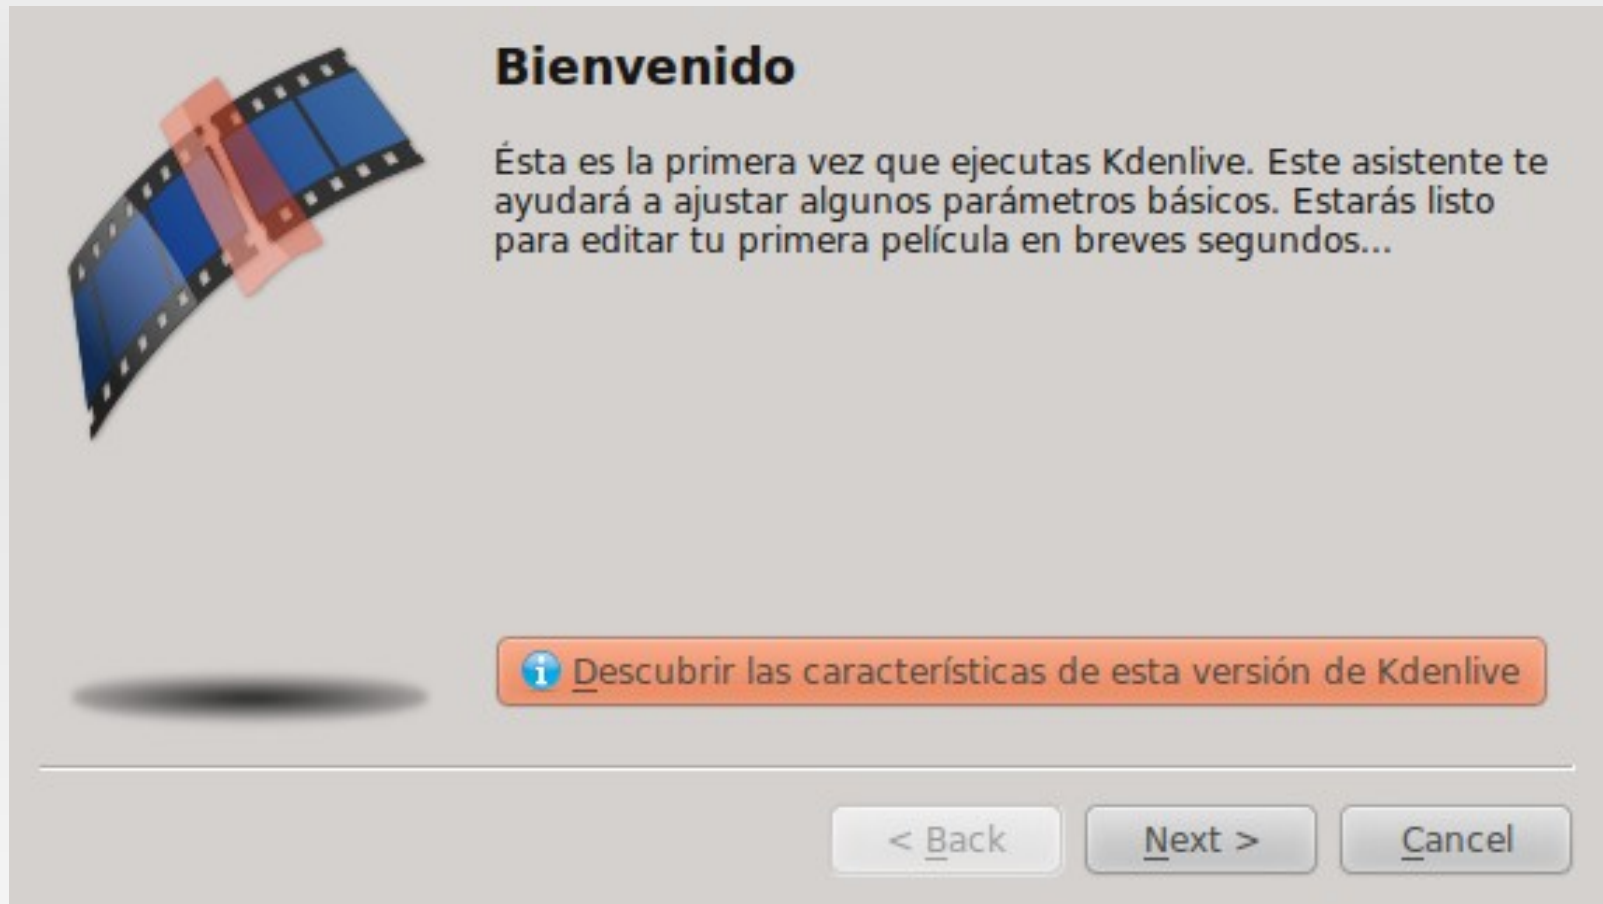 Bienvenido
Ésta es la primera vez que ejecutas Kdenlive. Este asistente te
ayudará a ajustar algunos parámetros básicos. Estarás listo
para editar tu primera película en breves segundos...
Descubrir las características de esta versión de Kdenlive
< Back
Next >
Cancel